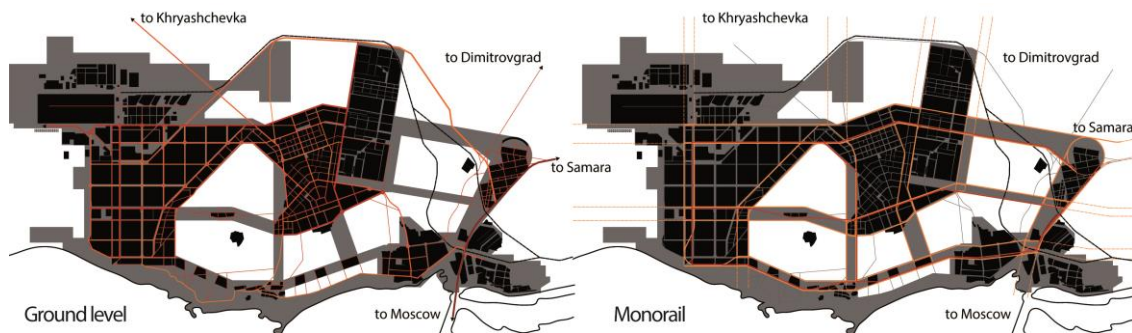 to Khryashchevka
to Dimitrovgrad
to Samara
to Moscow
Ground level
to Khryashchevka
to Dimitrovgrad
to Samara
to Moscow
Monorail